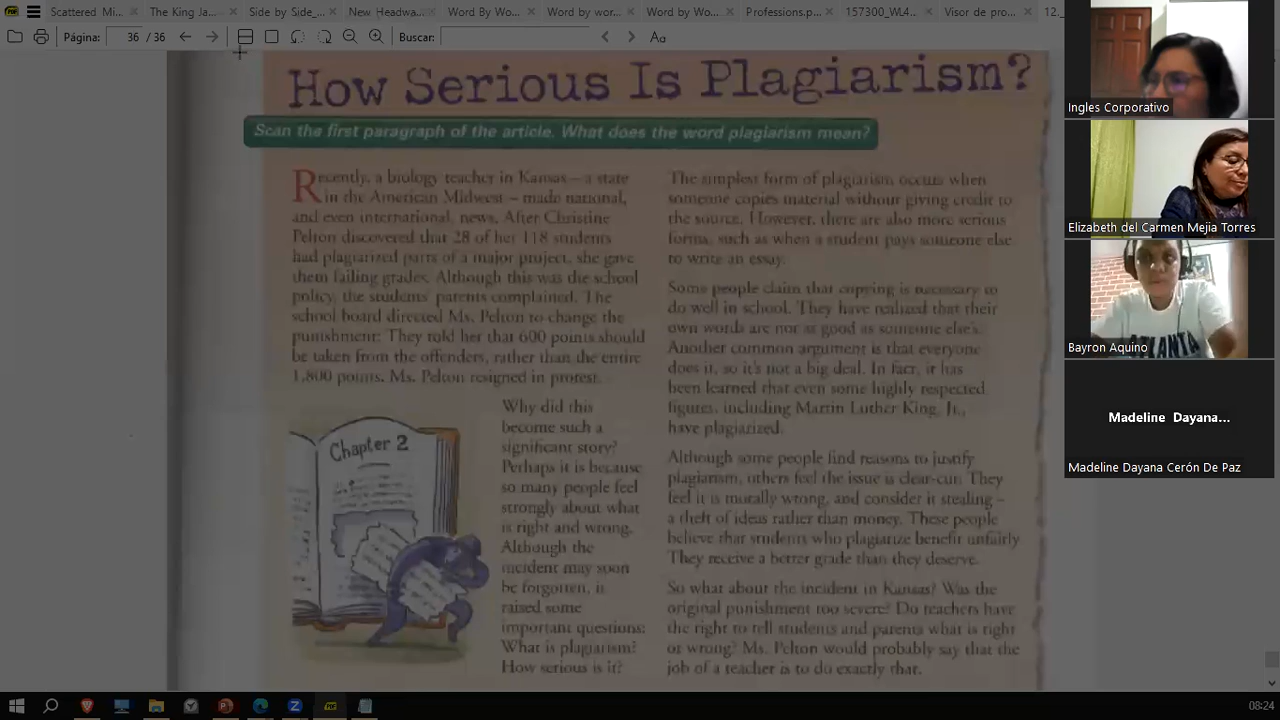 Scattered Mi...
The King Ja...
Side by Side_...
New Headwa...
Word By Wo...
Word by wor...
Word by Wo...
Professions.p...
157300_WL4...
Visor de pro...
12._
Página:
36 / 36
Buscar:
How Serious Is Plagiarism?
Scan the first paragraph of the article. What does the word plagiarism mean?
Recently, a biology teacher in Kansas – a state
in the American Midwest – made national,
and even international, news. After Christine
Pelton discovered that 28 of her 118 students
had plagiarized parts of a major project, she gave
them failing grades. Although this was the school
policy, the students' parents complained. The
school board directed Ms. Pelton to change the
punishment: They told her that 600 points should
be taken from the offenders, rather than the entire
1,800 points. Ms. Pelton resigned in protest.
Why did this
become such a
significant story?
Perhaps it is because
so many people feel
strongly about what
is right and wrong.
Although the
incident may soon
be forgotten, it
raised some
important questions:
What is plagiarism?
How serious is it?
Chapter 2
The simplest form of plagiarism occurs when
someone copies material without giving credit to
the source. However, there are also more serious
forms, such as when a student pays someone else
to write an essay.
Some people claim that copying is necessary to
do well in school. They have realized that their
own words are not as good as someone else's.
Another common argument is that everyone
does it, so it's not a big deal. In fact, it has
been learned that even some highly respected
figures, including Martin Luther King, Jr.,
have plagiarized.
Although some people find reasons to justify
plagiarism, others feel the issue is clear-cut. They
feel it is morally wrong, and consider it stealing –
a theft of ideas rather than money. These people
believe that students who plagiarize benefit unfairly.
They receive a better grade than they deserve.
So what about the incident in Kansas? Was the
original punishment too severe? Do teachers have
the right to tell students and parents what is right
or wrong? Ms. Pelton would probably say that the
job of a teacher is to do exactly that.
Ingles Corporativo
Elizabeth del Carmen Mejia Torres
Bayron Aquino
Madeline Dayana...
Madeline Dayana Cerón De Paz
08:24